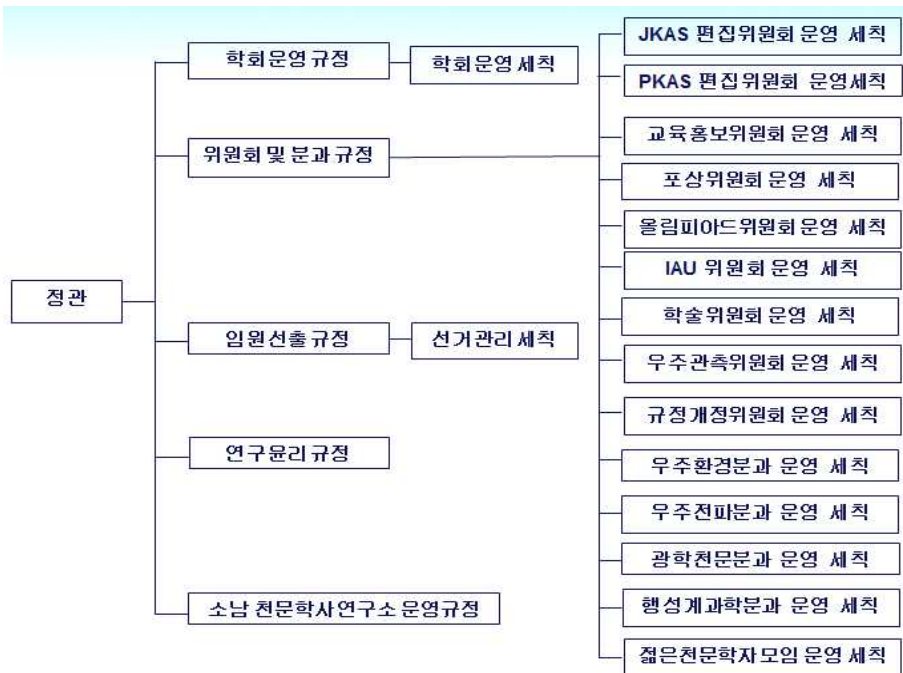 정관
학회운영규정
학회운영세칙
위원회 및 분과 규정
JKAS 편집위원회 운영 세칙
PKAS 편집위원회 운영세칙
교육홍보위원회 운영 세칙
포상위원회 운영 세칙
올림피아드위원회 운영 세칙
IAU 위원회 운영 세칙
학술위원회 운영 세칙
우주관측위원회 운영 세칙
규정개정위원회 운영 세칙
우주환경분과 운영 세칙
우주전파분과 운영 세칙
광학천문분과 운영 세칙
행성계과학분과 운영 세칙
젊은천문학자모임 운영 세칙
임원선출규정
선거관리세칙
연구윤리규정
소남 천문학사연구소 운영규정